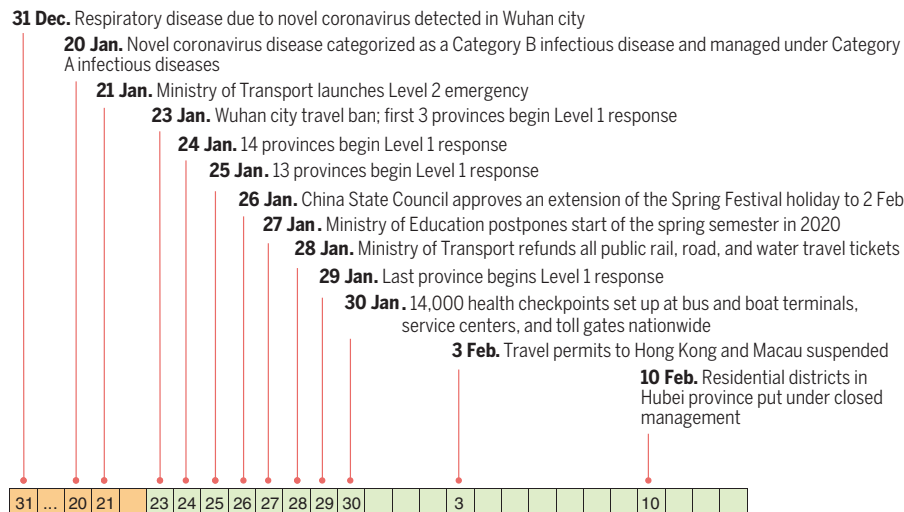 31 Dec. Respiratory disease due to novel coronavirus detected in Wuhan city
20 Jan. Novel coronavirus disease categorized as a Category B infectious disease and managed under Category
A infectious diseases
21 Jan. Ministry of Transport launches Level 2 emergency
23 Jan. Wuhan city travel ban; first 3 provinces begin Level 1 response
24 Jan. 14 provinces begin Level 1 response
25 Jan. 13 provinces begin Level 1 response
26 Jan. China State Council approves an extension of the Spring Festival holiday to 2 Feb
27 Jan. Ministry of Education postpones start of the spring semester in 2020
28 Jan. Ministry of Transport refunds all public rail, road, and water travel tickets
29 Jan. Last province begins Level 1 response
30 Jan. 14,000 health checkpoints set up at bus and boat terminals,
service centers, and toll gates nationwide
3 Feb. Travel permits to Hong Kong and Macau suspended
10 Feb. Residential districts in
Hubei province put under closed
management
31 ... 20 21 23 24 25 26 27 28 29 30 3 10